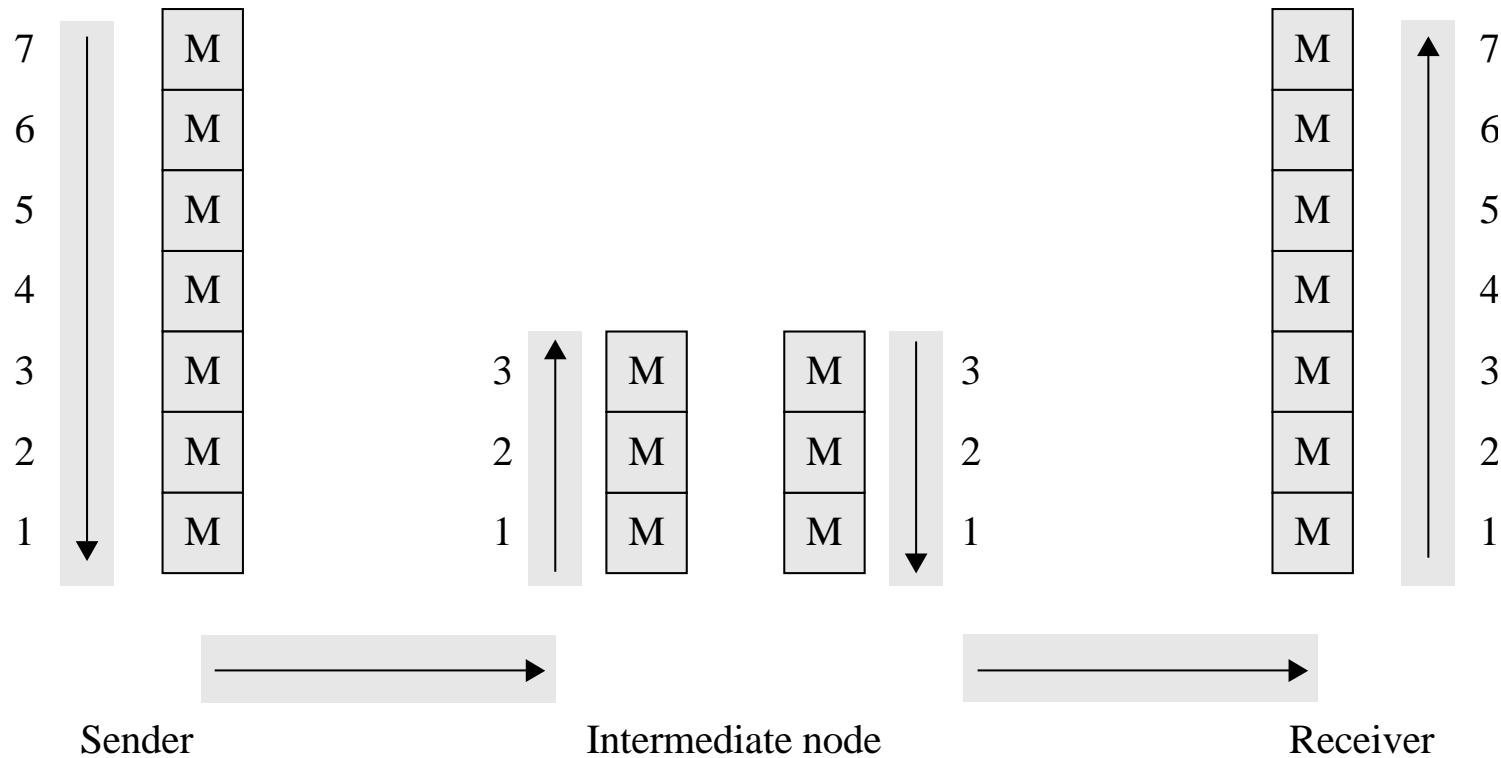 7 M M 7
6 M M 6
5 M M 5
4 M M 4
3 M 3 M M 3 M 3
2 M 2 M M 2 M 2
1 M 1 M M 1 M 1
Sender Intermediate node Receiver